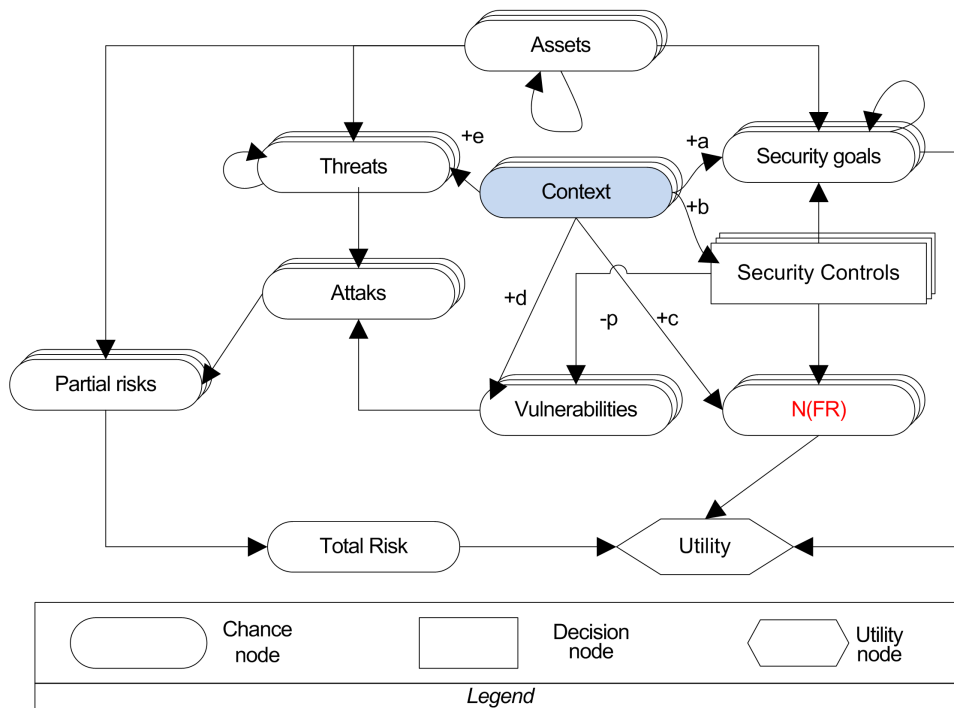 Assets
+e
Threats
+a
Security goals
Context
+b
Security Controls
Attaks
+d
-p
+c
Partial risks
Vulnerabilities
N(FR)
Total Risk
Utility
Chance
node
Decision
node
Utility
node
Legend